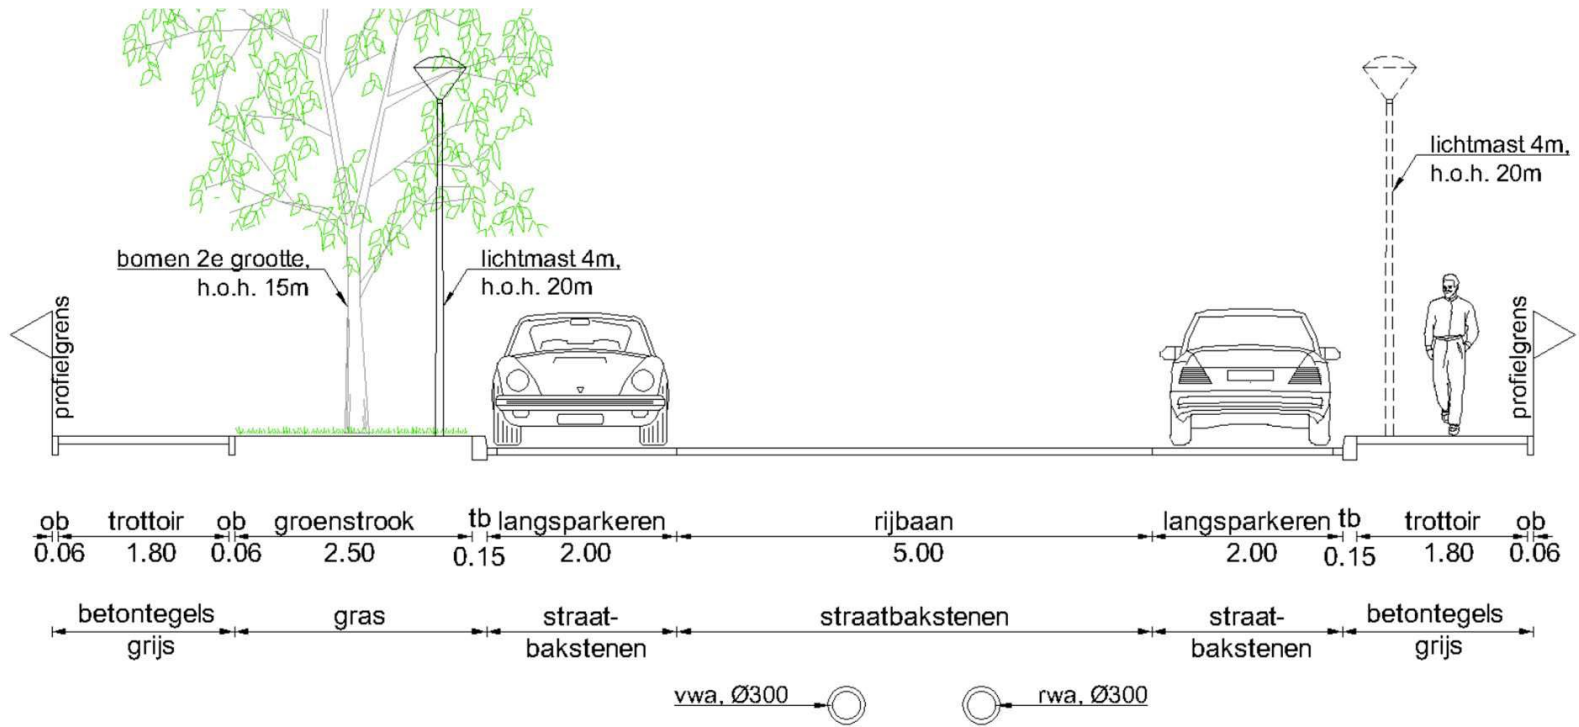 lichtmast 4m,
h.o.h. 20m
bomen 2e grootte,
h.o.h. 15m
lichtmast 4m,
h.o.h. 20m
profielgrens
profielgrens
ob trottoir ob groenstrook tb langsparkeren rijbaan langsparkeren tb trottoir ob
0.06 1.80 0.06 2.50 0.15 2.00 5.00 2.00 0.15 1.80 0.06
betontegels gras straat- straatbakstenen straat- betontegels
grijs bakstenen bakstenen grijs
vwa, Ø300 rwa, Ø300